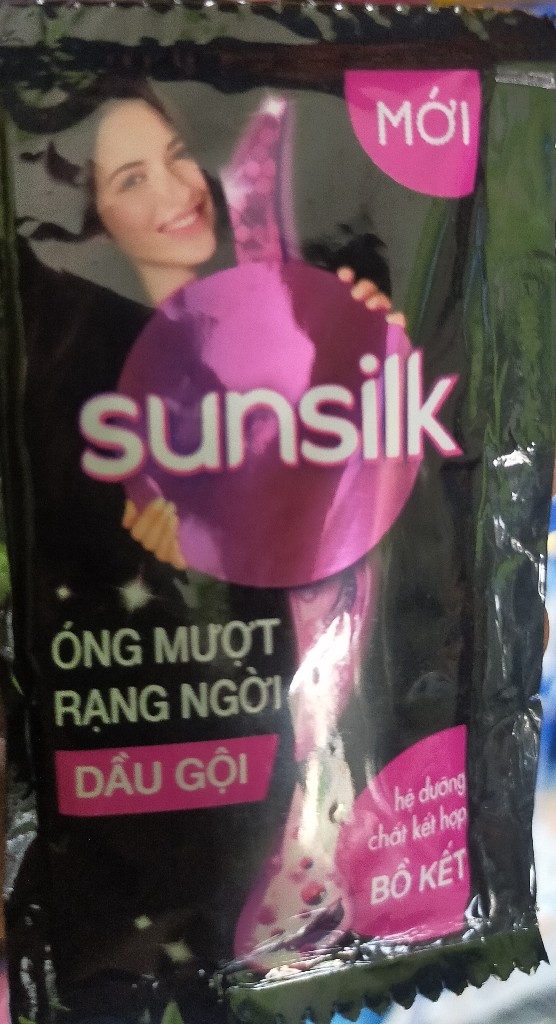 MỚI
sunsilk
ÓNG MƯỢT
RẠNG NGỜI
DẦU GỘI
hệ dưỡng
chất kết hợp
BỒ KẾT